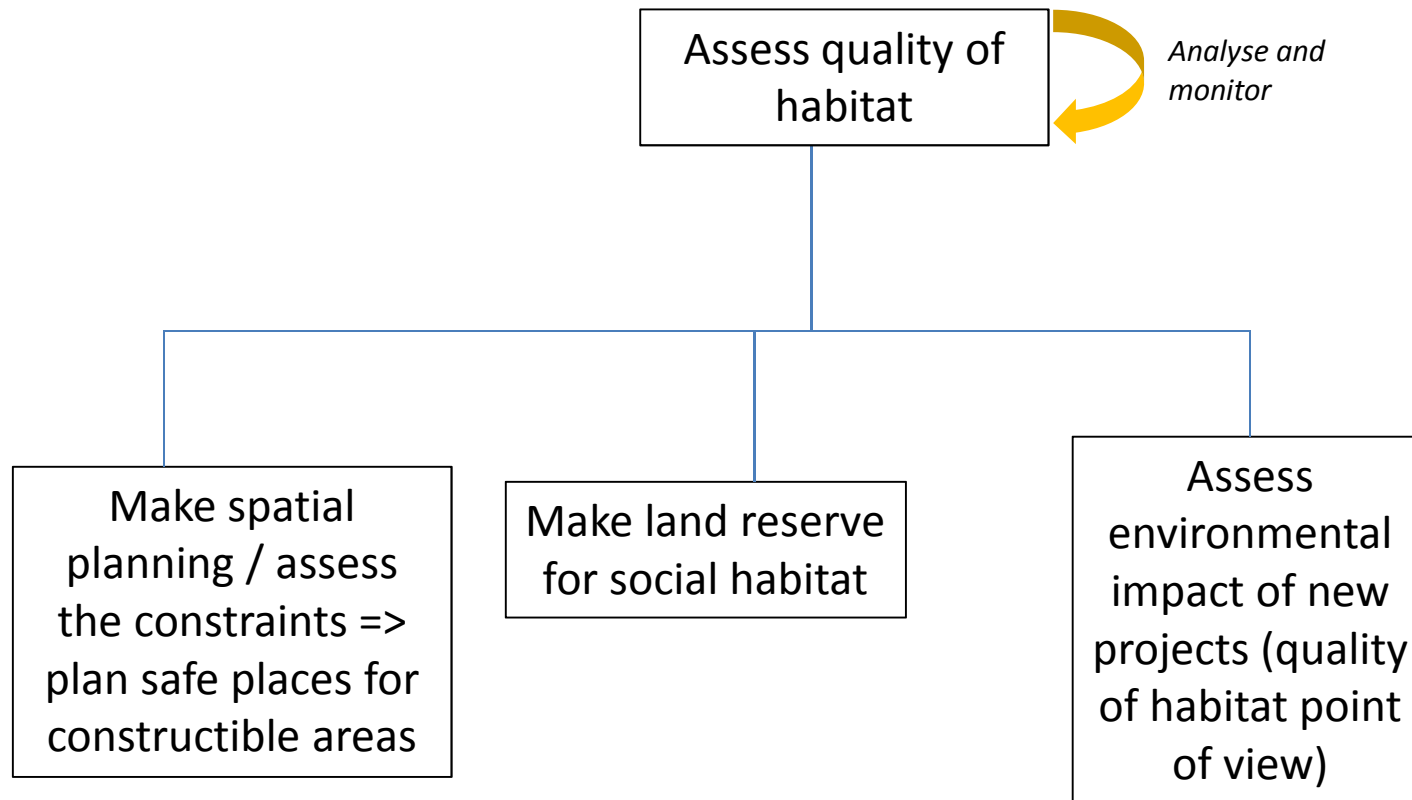 Assess quality of
habitat
Analyse and
monitor
Make spatial
planning / assess
the constraints =>
plan safe places for
constructible areas
Make land reserve
for social habitat
Assess
environmental
impact of new
projects (quality
of habitat point
of view)